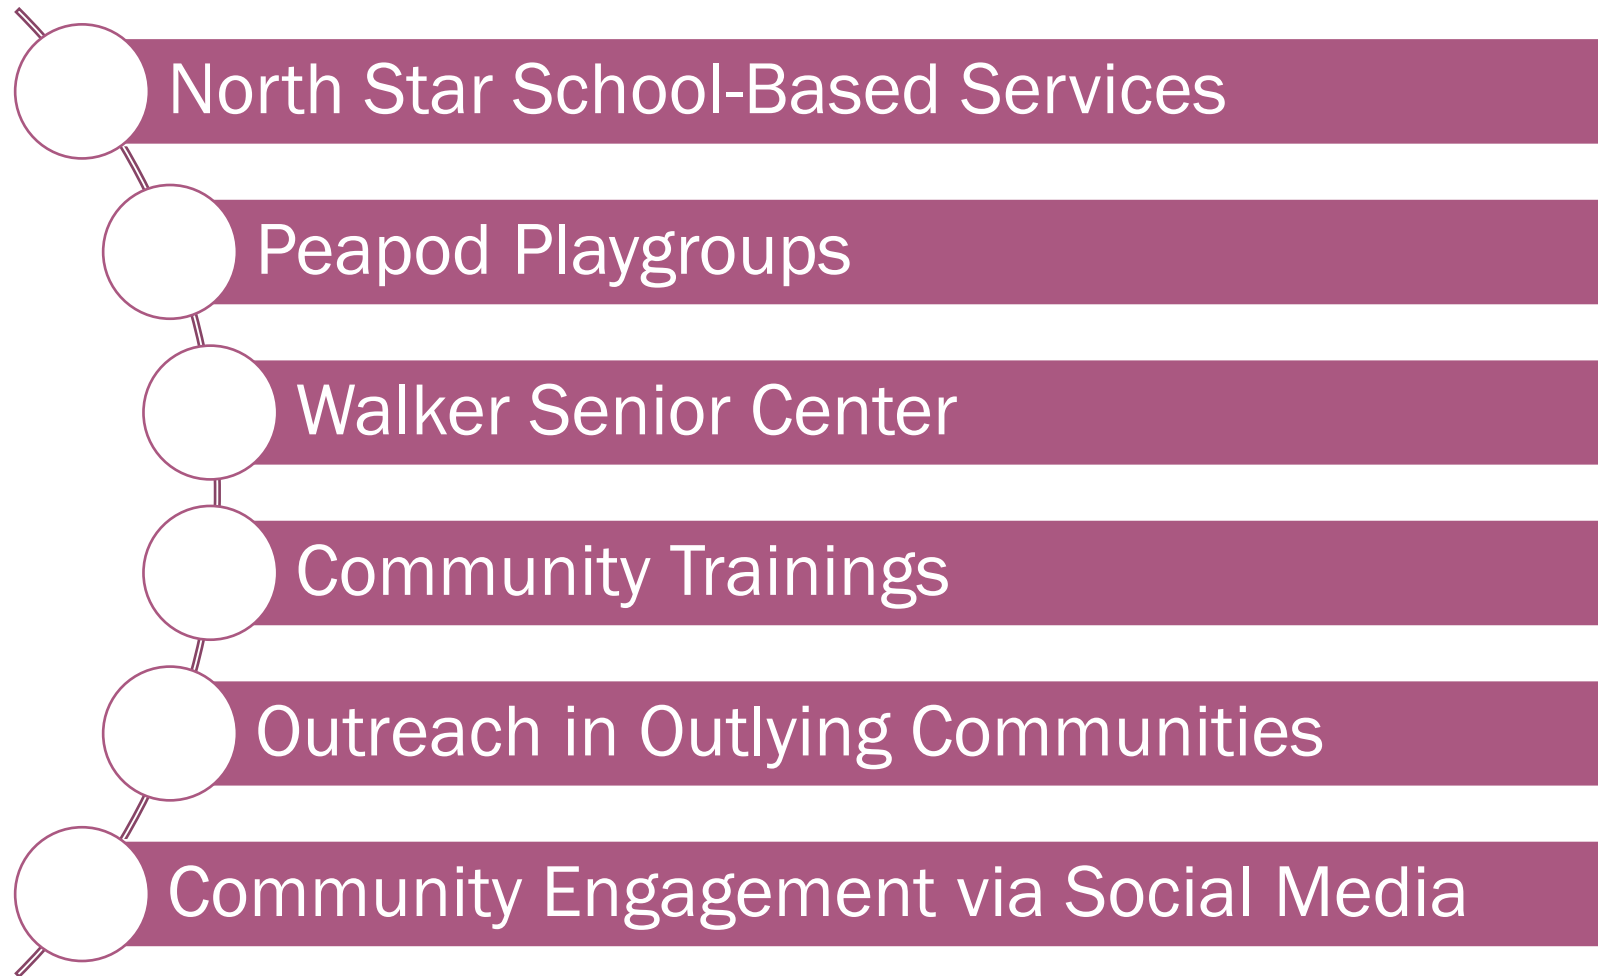 North Star School-Based Services
Peapod Playgroups
Walker Senior Center
Community Trainings
Outreach in Outlying Communities
Community Engagement via Social Media